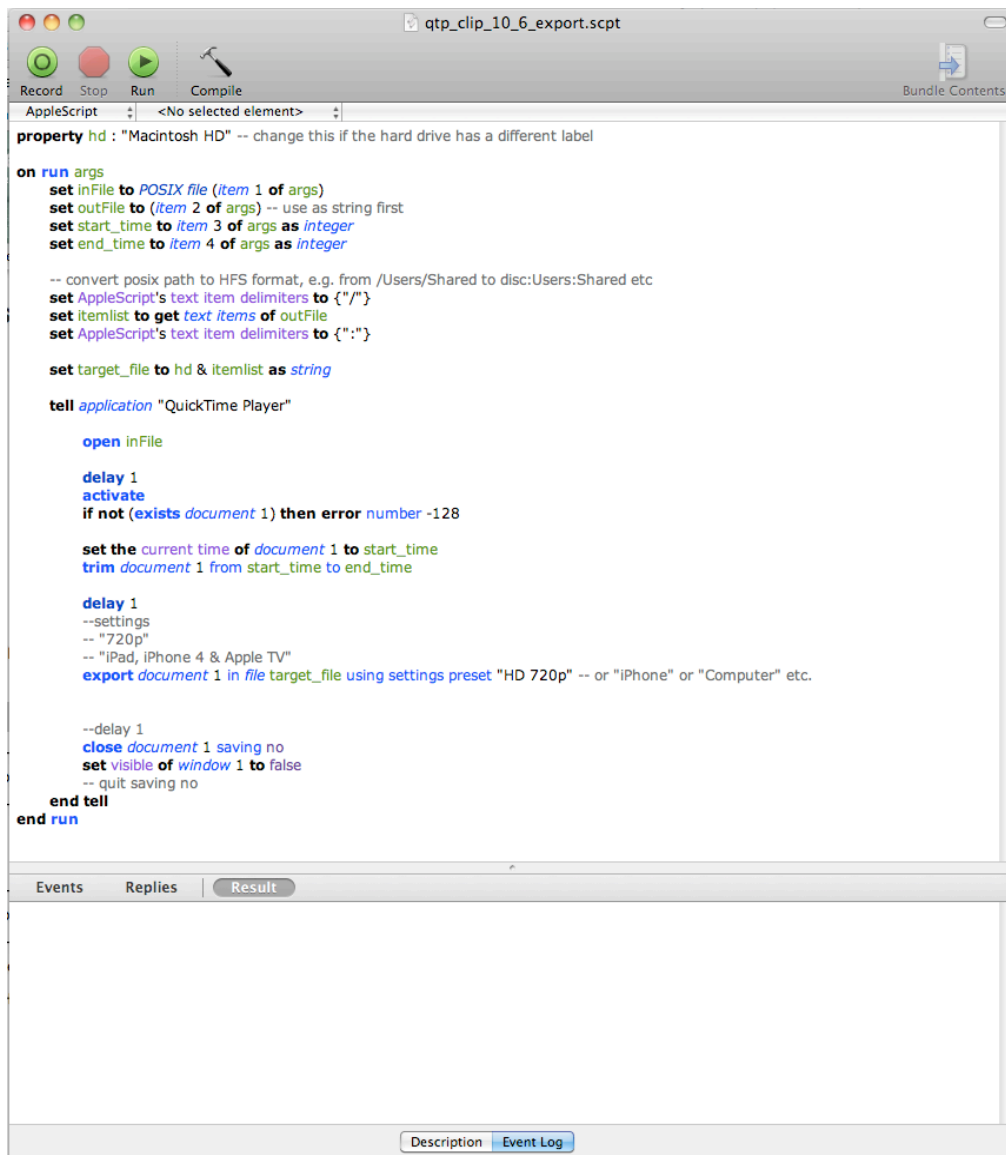 qtp_clip_10_6_export.scpt
Record Stop Run Compile Bundle Contents
AppleScript <No selected element>
property hd : "Macintosh HD" -- change this if the hard drive has a different label
on run args
set inFile to POSIX file (item 1 of args)
set outFile to (item 2 of args) -- use as string first
set start_time to item 3 of args as integer
set end_time to item 4 of args as integer
-- convert posix path to HFS format, e.g. from /Users/Shared to disc:Users:Shared etc
set AppleScript's text item delimiters to {"/"}
set itemlist to get text items of outFile
set AppleScript's text item delimiters to {":"}
set target_file to hd & itemlist as string
tell application "QuickTime Player"
open inFile
delay 1
activate
if not (exists document 1) then error number -128
set the current time of document 1 to start_time
trim document 1 from start_time to end_time
delay 1
--settings
-- "720p"
-- "iPad, iPhone 4 & Apple TV"
export document 1 in file target_file using settings preset "HD 720p" -- or "iPhone" or "Computer" etc.
--delay 1
close document 1 saving no
set visible of window 1 to false
-- quit saving no
end tell
end run
Events Replies Result
Description Event Log